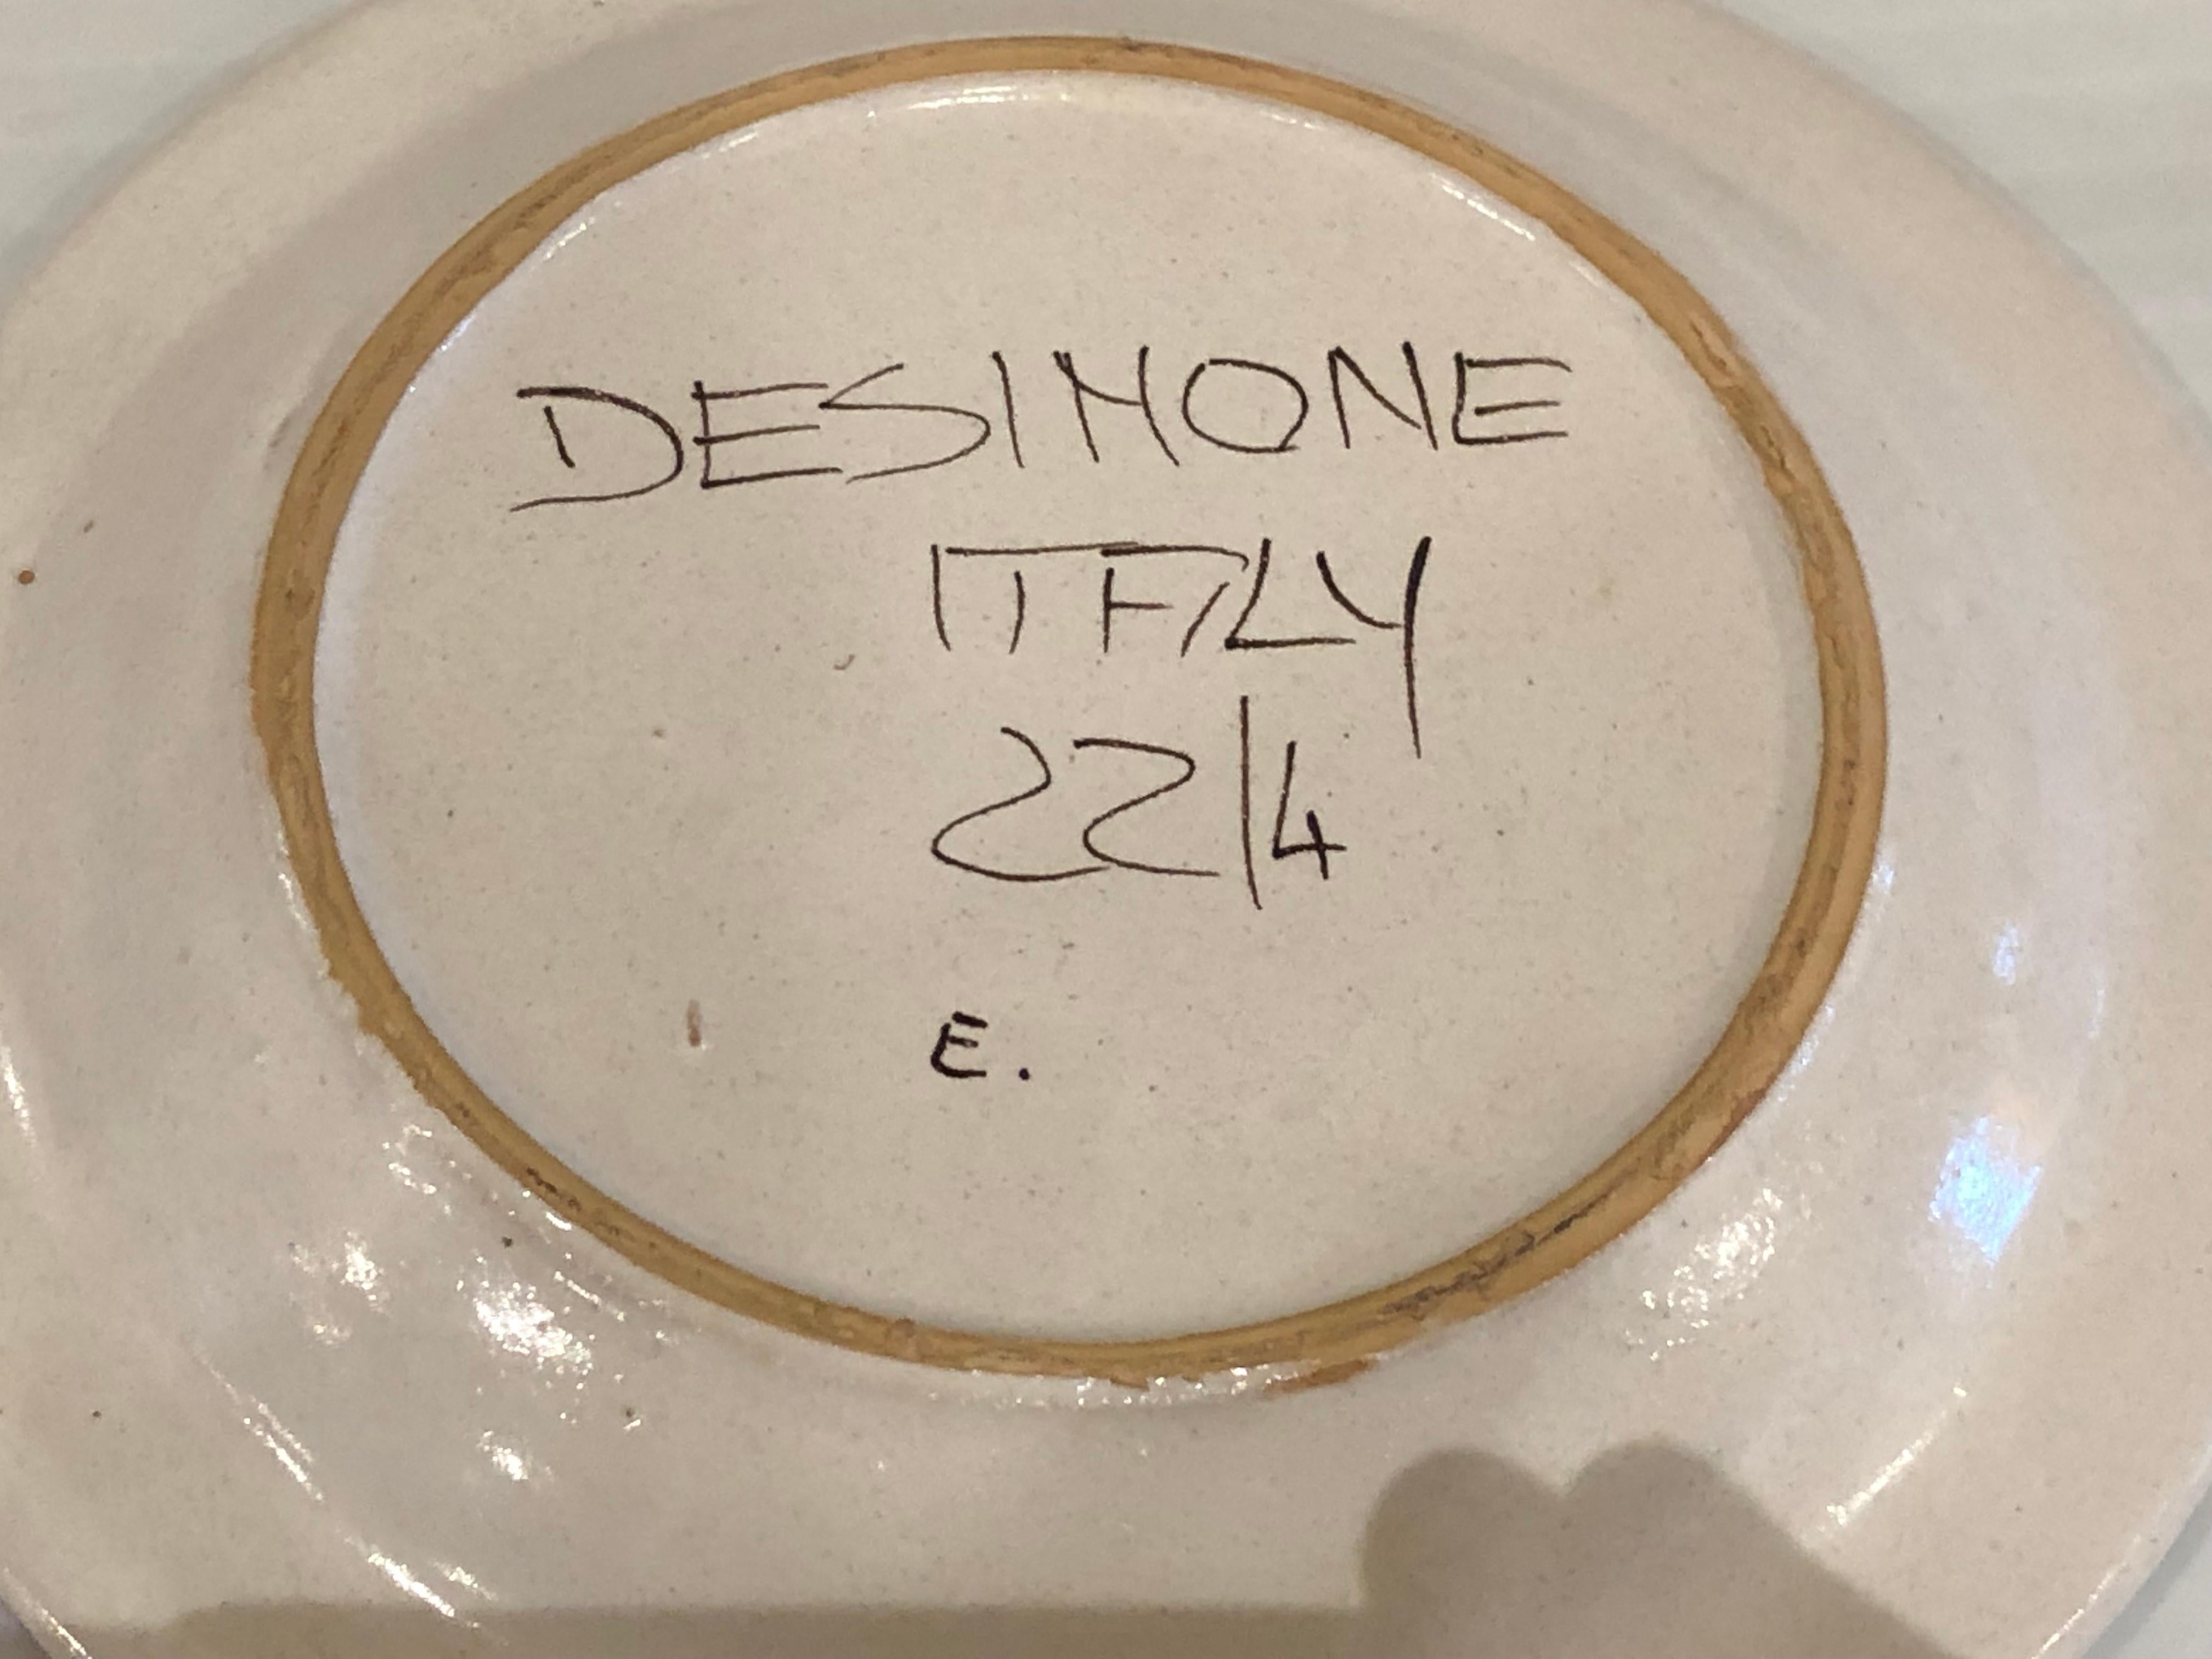 DESIMONE
ITALY
22/4
E.